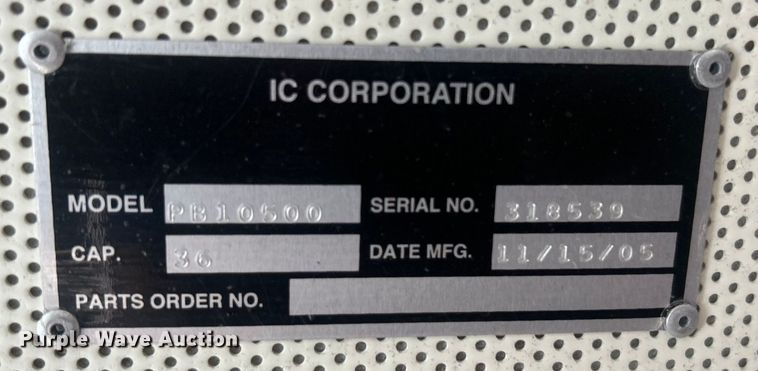 IC CORPORATION
MODEL PB10500 SERIAL NO. 318539
CAP. 36 DATE MFG. 11/15/05
PARTS ORDER NO.
Purple Wave Auction